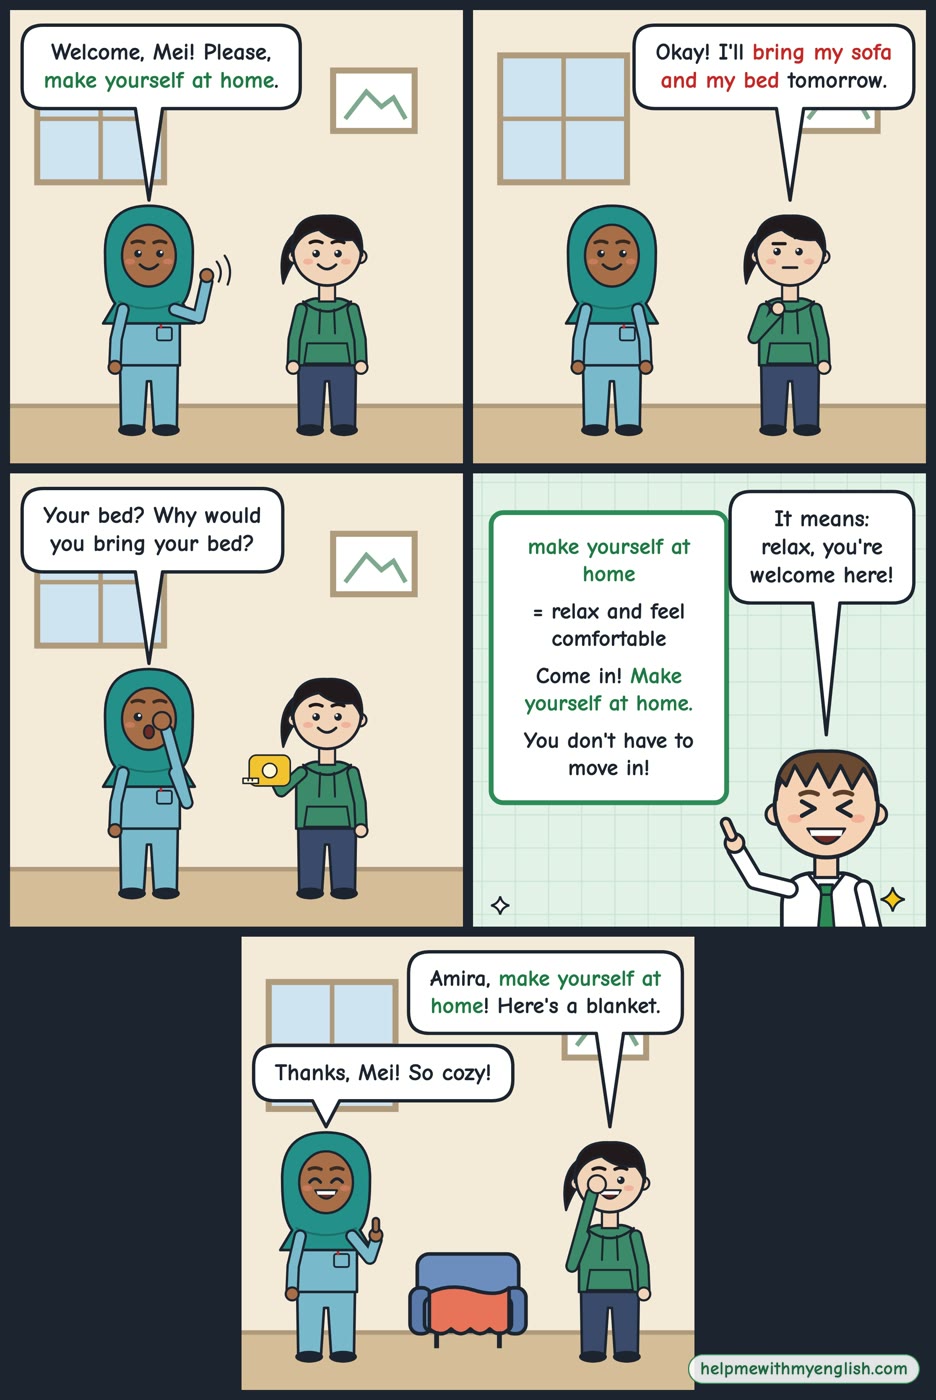 Welcome, Mei! Please,
make yourself at home.
Okay! I'll bring my sofa
and my bed tomorrow.
Your bed? Why would
you bring your bed?
make yourself at
home
= relax and feel
comfortable
Come in! Make
yourself at home.
You don't have to
move in!
It means:
relax, you're
welcome here!
Amira, make yourself at
home! Here's a blanket.
Thanks, Mei! So cozy!
helpmewithmyenglish.com